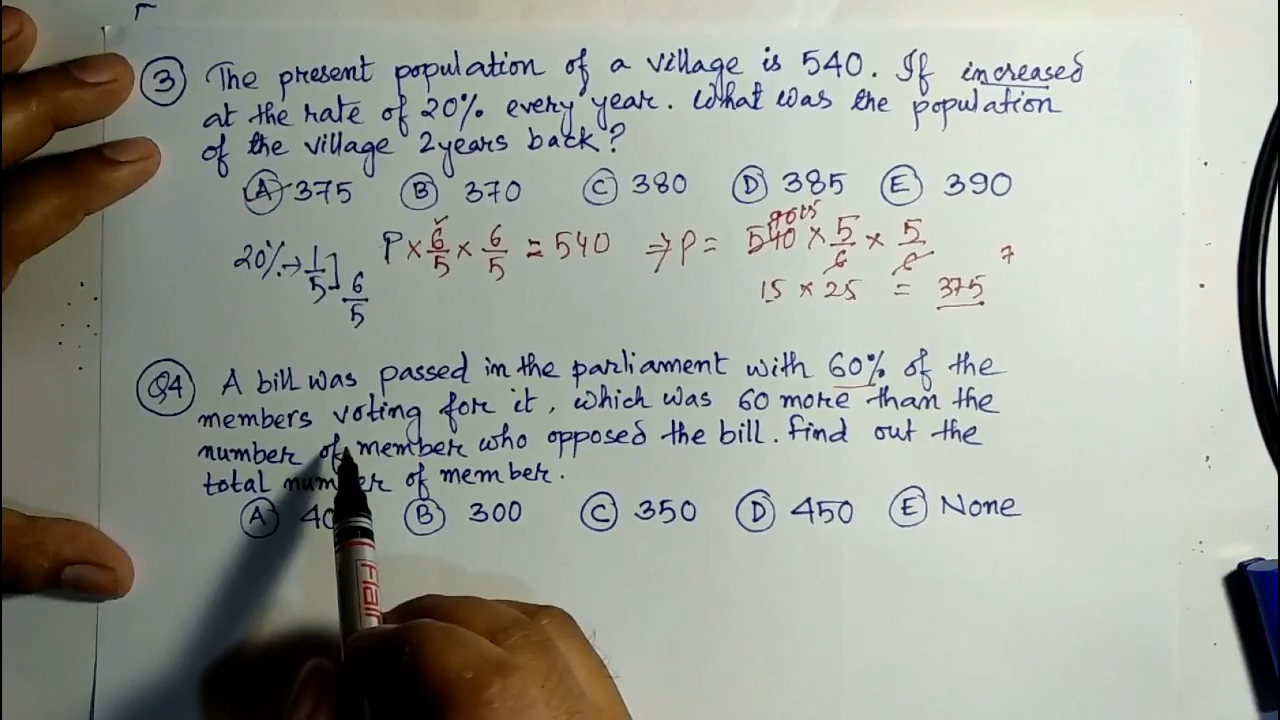 ③ The present population of a village is 540. If increased
at the rate of 20% every year. What was the population
of the village 2years back?
Ⓐ 375 Ⓑ 370 Ⓒ 380 Ⓓ 385 Ⓔ 390
20% → 1/5 ] 6/5
P × 6/5 × 6/5 = 540 ⇒ P = 540 × 5/6 × 5/6
15 × 25 = 375
Q4 A bill was passed in the parliament with 60% of the
members voting for it, which was 60 more than the
number of member who opposed the bill. Find out the
total number of member.
Ⓐ 40 Ⓑ 300 Ⓒ 350 Ⓓ 450 Ⓔ None
Flair